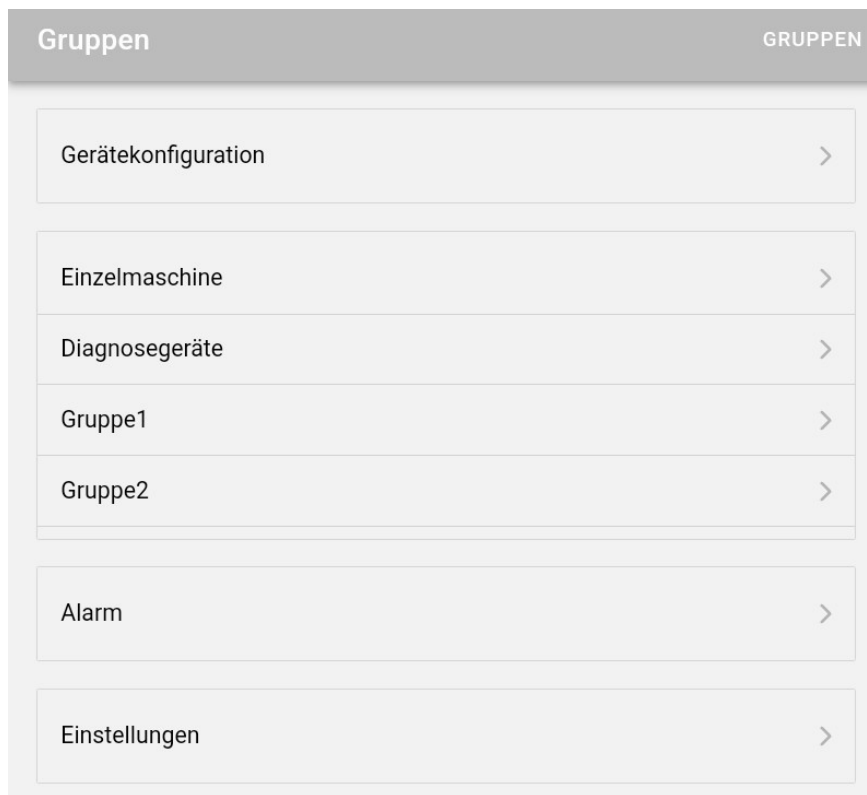 Gruppen
GRUPPEN
Gerätekonfiguration
Einzelmaschine
Diagnosegeräte
Gruppe1
Gruppe2
Alarm
Einstellungen